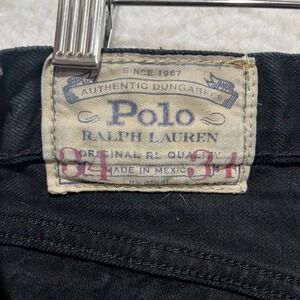 SINCE 1967
AUTHENTIC DUNGAREES
Polo
RALPH LAUREN
ORIGINAL RL QUALITY
MADE IN MEXICO
34 34